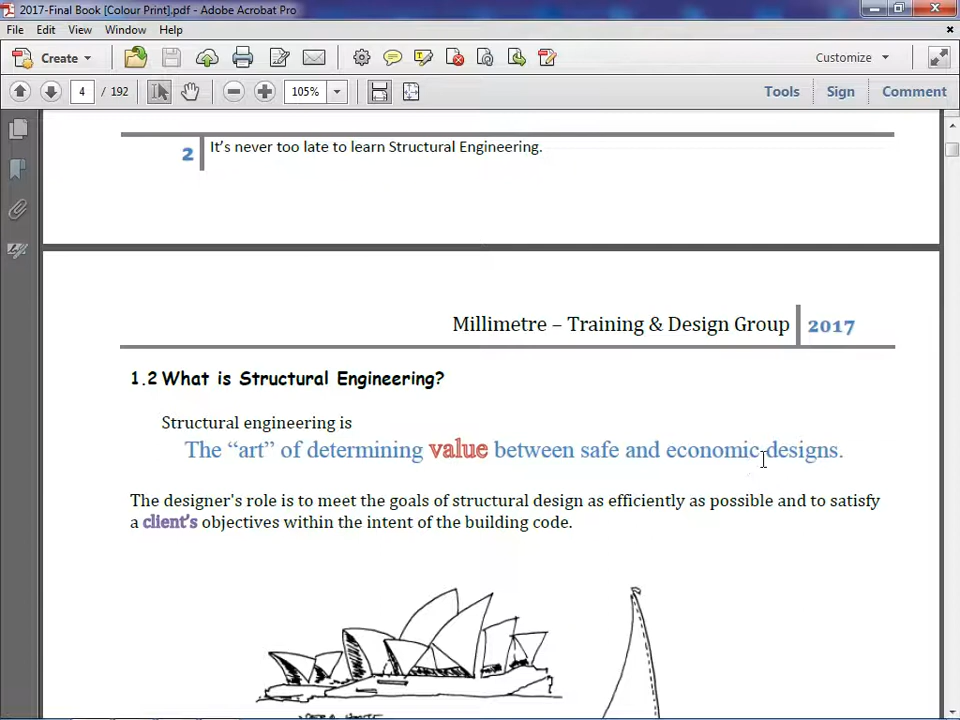 2017-Final Book [Colour Print].pdf - Adobe Acrobat Pro
File Edit View Window Help
Create Customize
4 / 192 105% Tools Sign Comment
2 It's never too late to learn Structural Engineering.
Millimetre – Training & Design Group 2017
1.2 What is Structural Engineering?
Structural engineering is
The “art” of determining value between safe and economic designs.
The designer's role is to meet the goals of structural design as efficiently as possible and to satisfy
a client’s objectives within the intent of the building code.